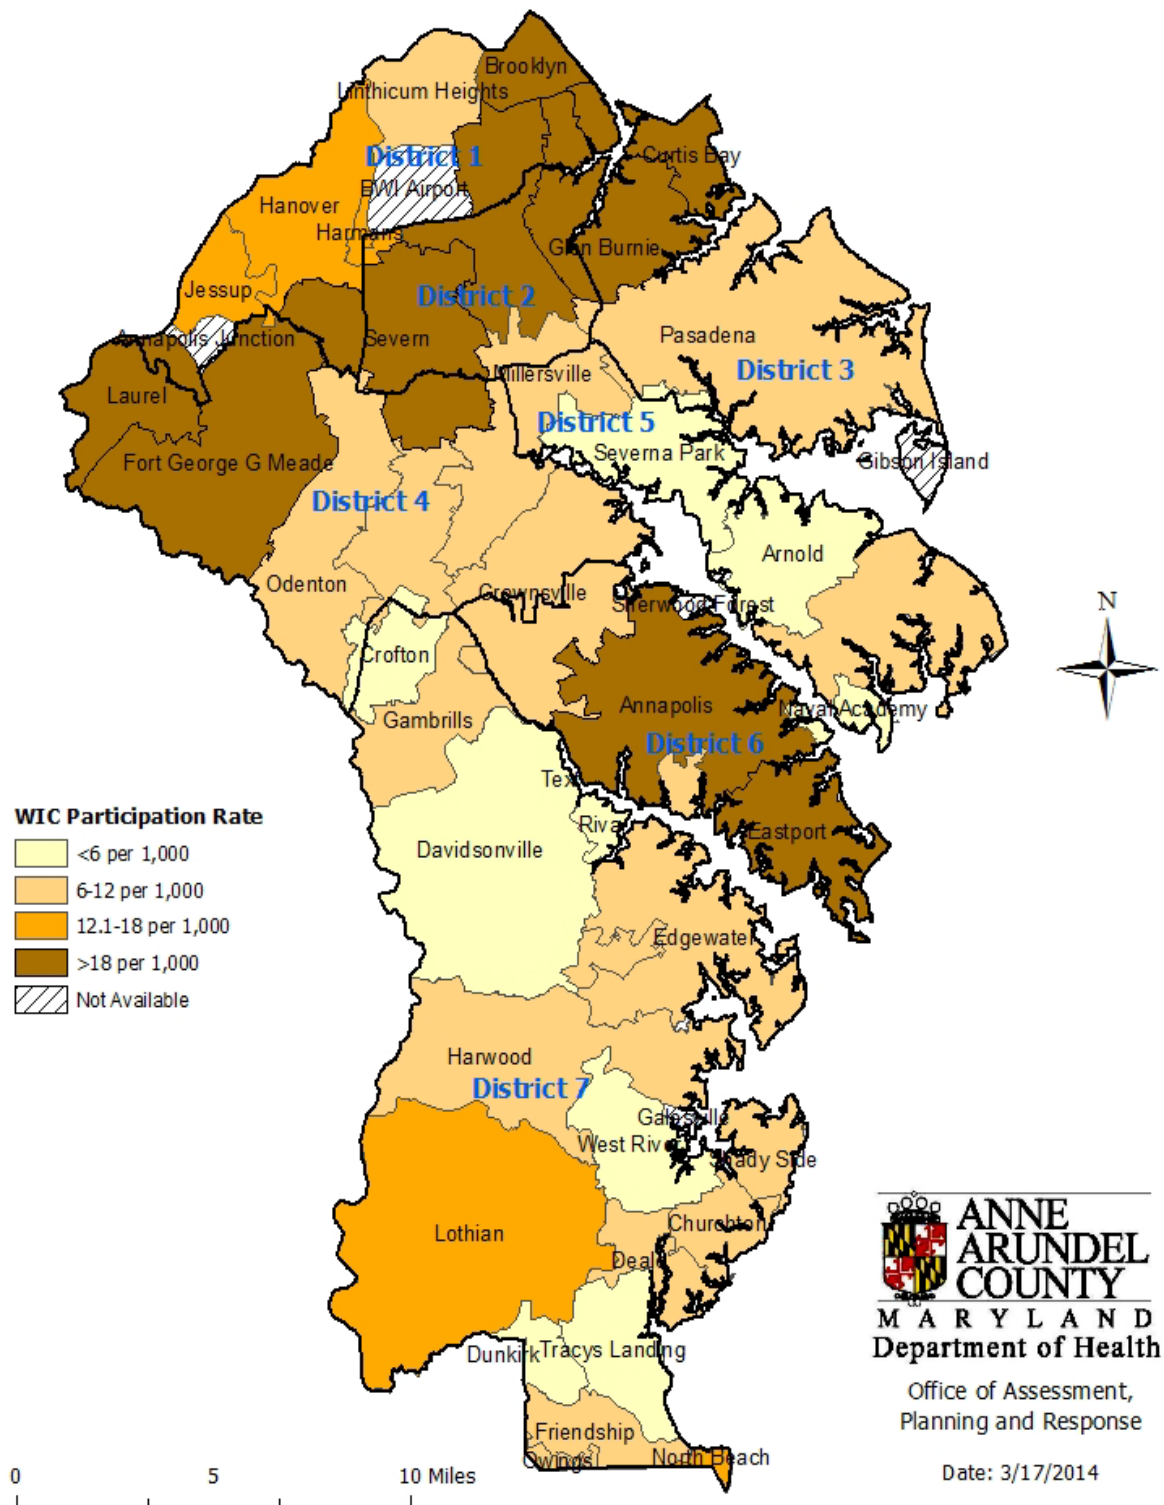 Brooklyn
Linthicum Heights
Curtis Bay
District 1
BWI Airport
Hanover
Harmans
Glen Burnie
Jessup
District 2
Annapolis Junction
Severn
Pasadena
Millersville
District 3
Laurel
District 5
Severna Park
Fort George G Meade
Gibson Island
District 4
Arnold
Odenton
Crownsville
Sherwood Forest
N
Crofton
Annapolis
Naval Academy
Gambrills
District 6
Tex
Riva
Eastport
Davidsonville
WIC Participation Rate
<6 per 1,000
6-12 per 1,000
12.1-18 per 1,000
>18 per 1,000
Not Available
Edgewater
Harwood
District 7
Galesville
West River
Shady Side
Churchton
Lothian
Deale
Dunkirk
Tracys Landing
Friendship
Owings
North Beach
ANNE
ARUNDEL
COUNTY
MARYLAND
Department of Health
Office of Assessment,
Planning and Response
Date: 3/17/2014
0 5 10 Miles